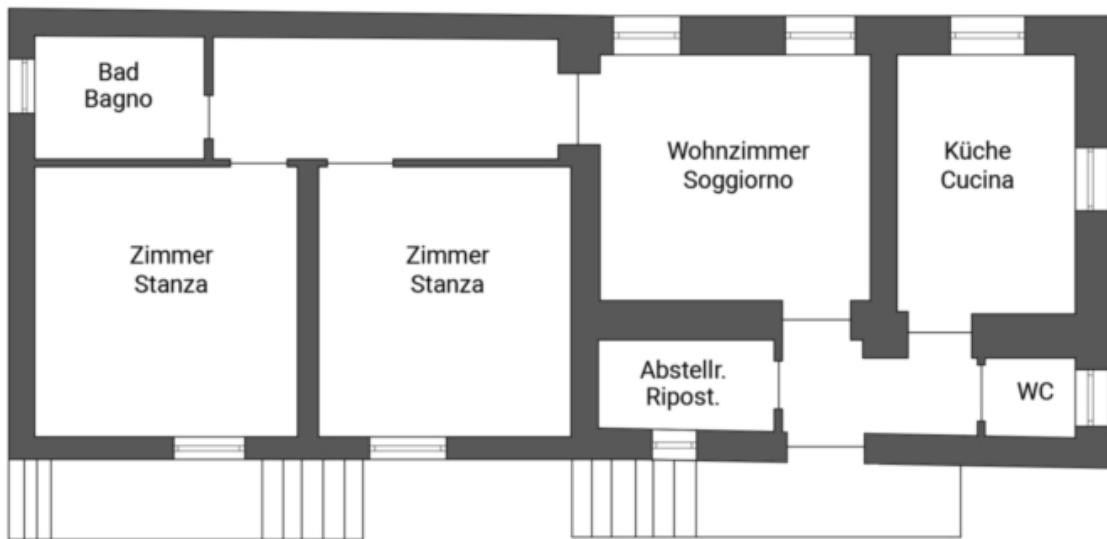 Bad
Bagno
Wohnzimmer
Soggiorno
Küche
Cucina
Zimmer
Stanza
Zimmer
Stanza
Abstellr.
Ripost.
WC